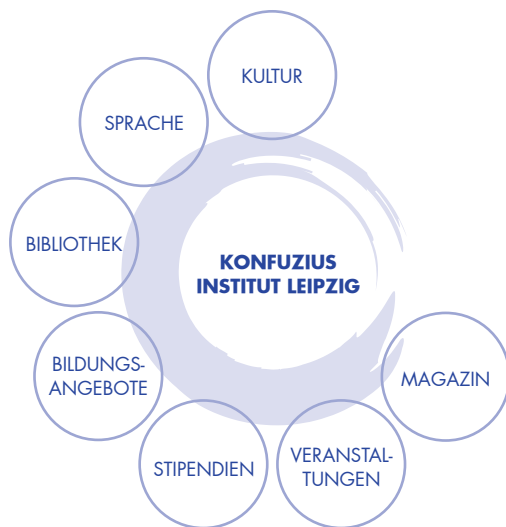 KULTUR
SPRACHE
BIBLIOTHEK
KONFUZIUS
INSTITUT LEIPZIG
BILDUNGS-
ANGEBOTE
MAGAZIN
STIPENDIEN
VERANSTAL-
TUNGEN